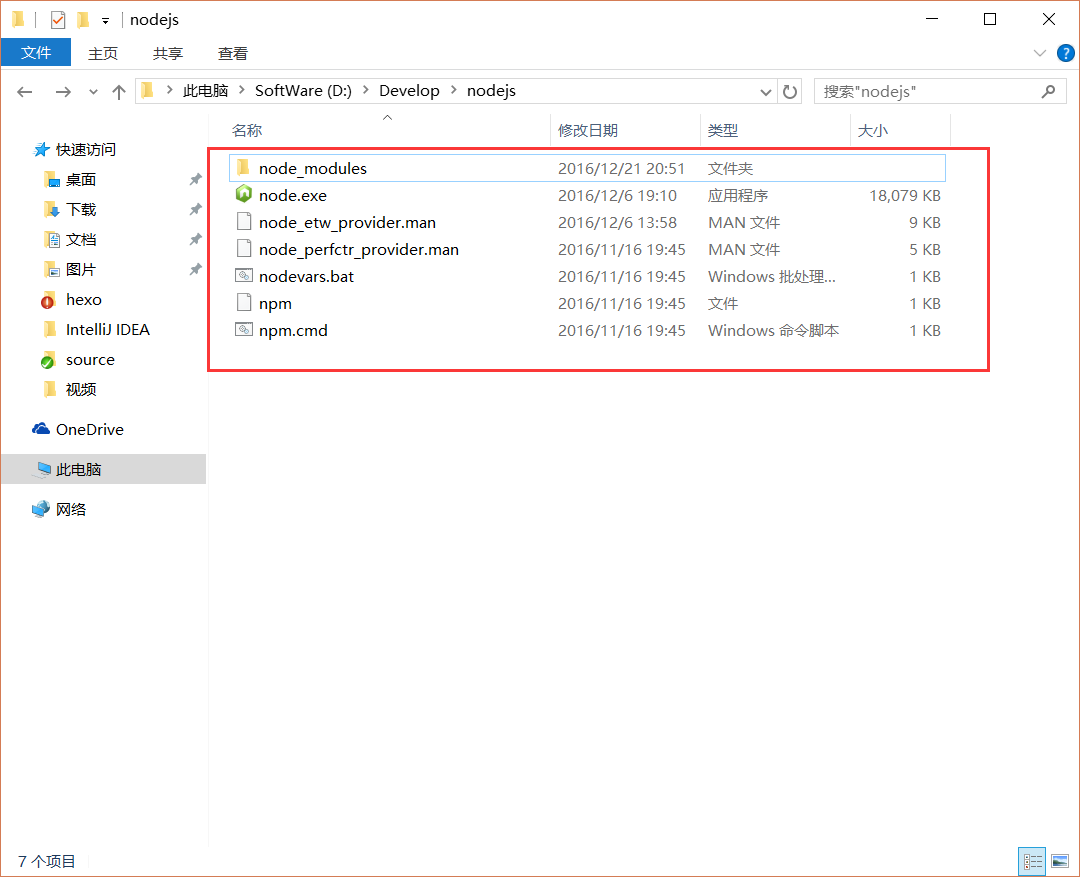 nodejs
文件 主页 共享 查看
此电脑 SoftWare (D:) Develop nodejs 搜索"nodejs"
名称 修改日期 类型 大小
快速访问
桌面
下载
文档
图片
hexo
IntelliJ IDEA
source
视频
OneDrive
此电脑
网络
node_modules 2016/12/21 20:51 文件夹
node.exe 2016/12/6 19:10 应用程序 18,079 KB
node_etw_provider.man 2016/12/6 13:58 MAN 文件 9 KB
node_perfctr_provider.man 2016/11/16 19:45 MAN 文件 5 KB
nodevars.bat 2016/11/16 19:45 Windows 批处理... 1 KB
npm 2016/11/16 19:45 文件 1 KB
npm.cmd 2016/11/16 19:45 Windows 命令脚本 1 KB
7 个项目